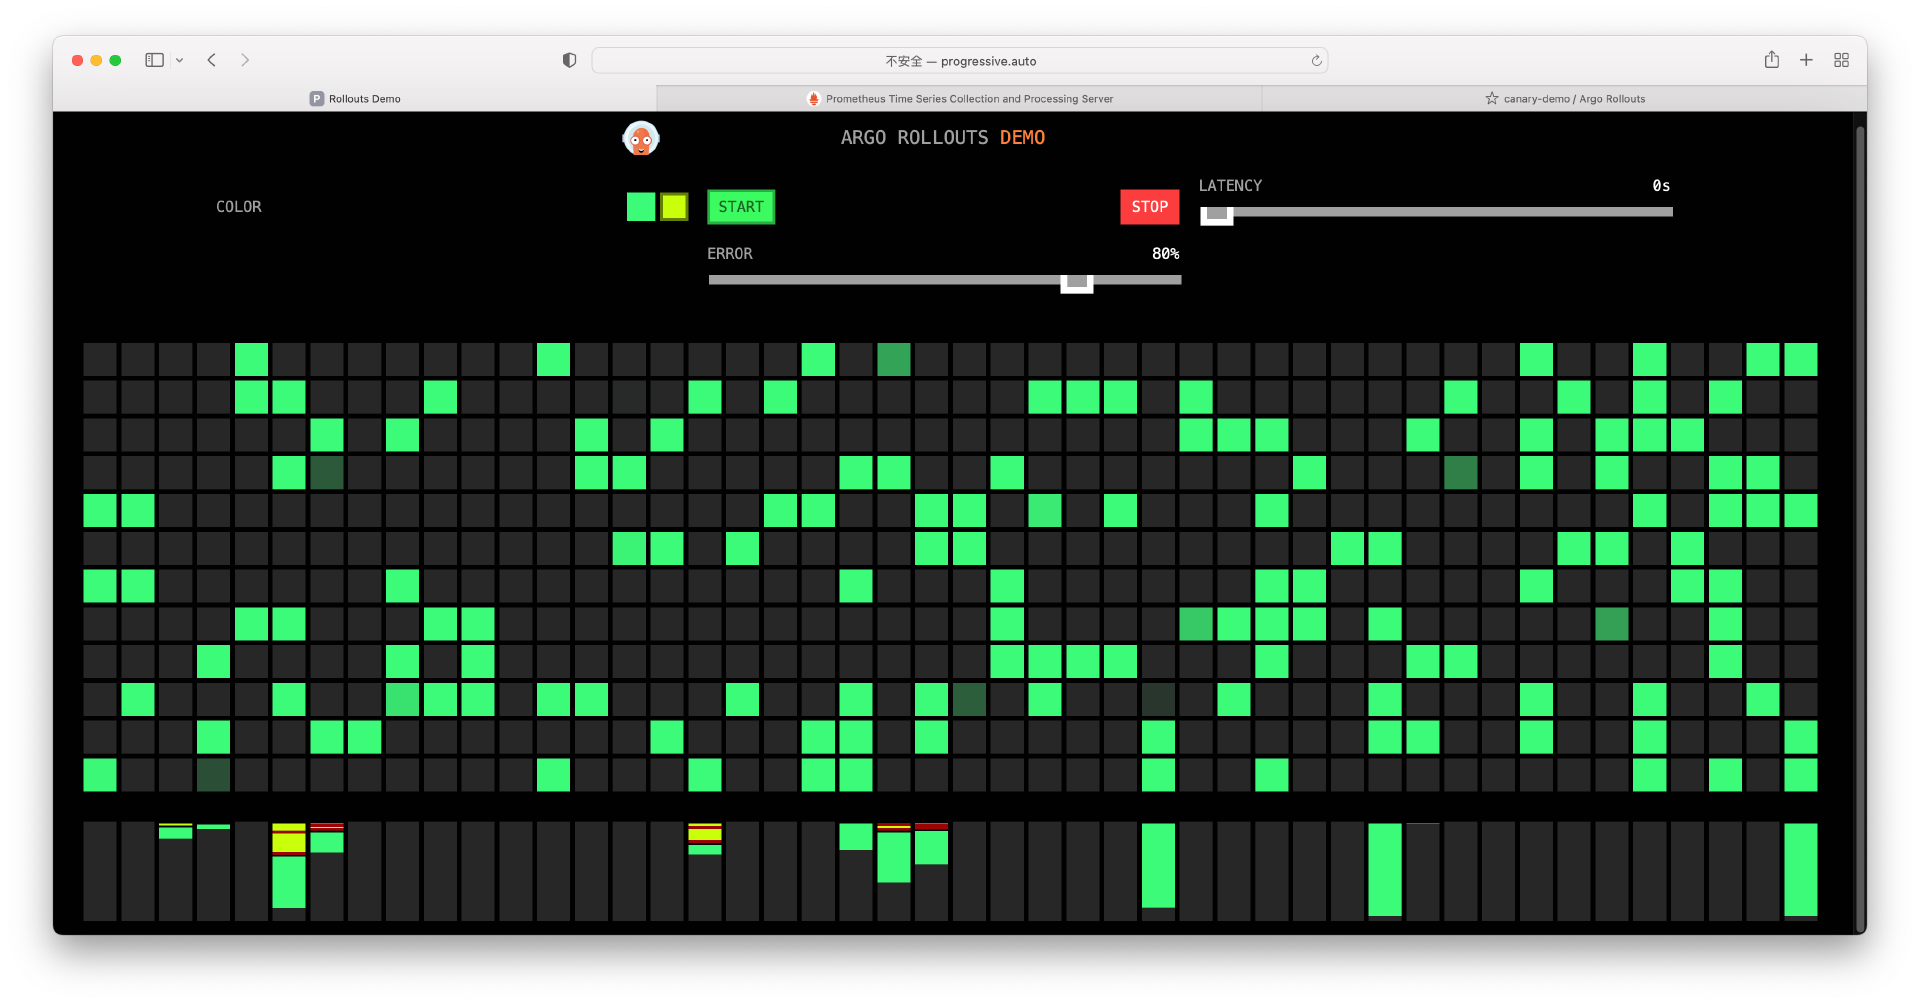 不安全 — progressive.auto
P Rollouts Demo
Prometheus Time Series Collection and Processing Server
canary-demo / Argo Rollouts
ARGO ROLLOUTS DEMO
COLOR
START
STOP
LATENCY 0s
ERROR 80%